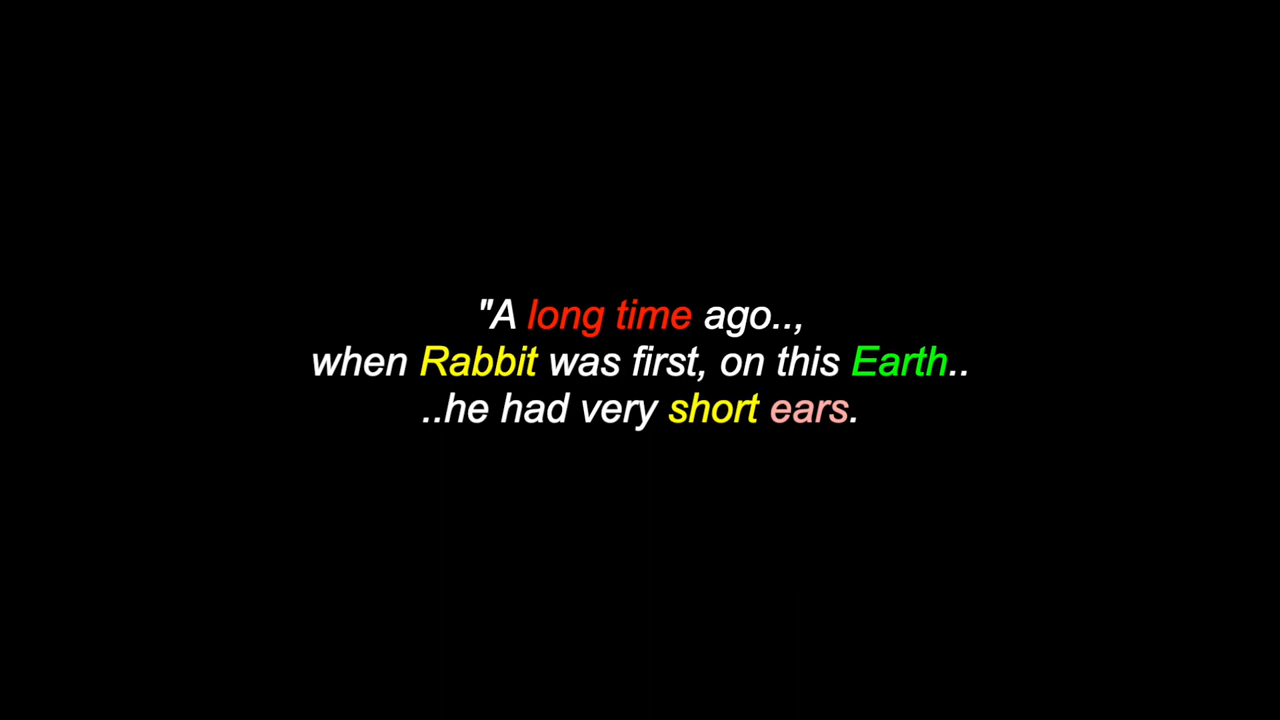 "A long time ago..,
when Rabbit was first, on this Earth..
..he had very short ears.